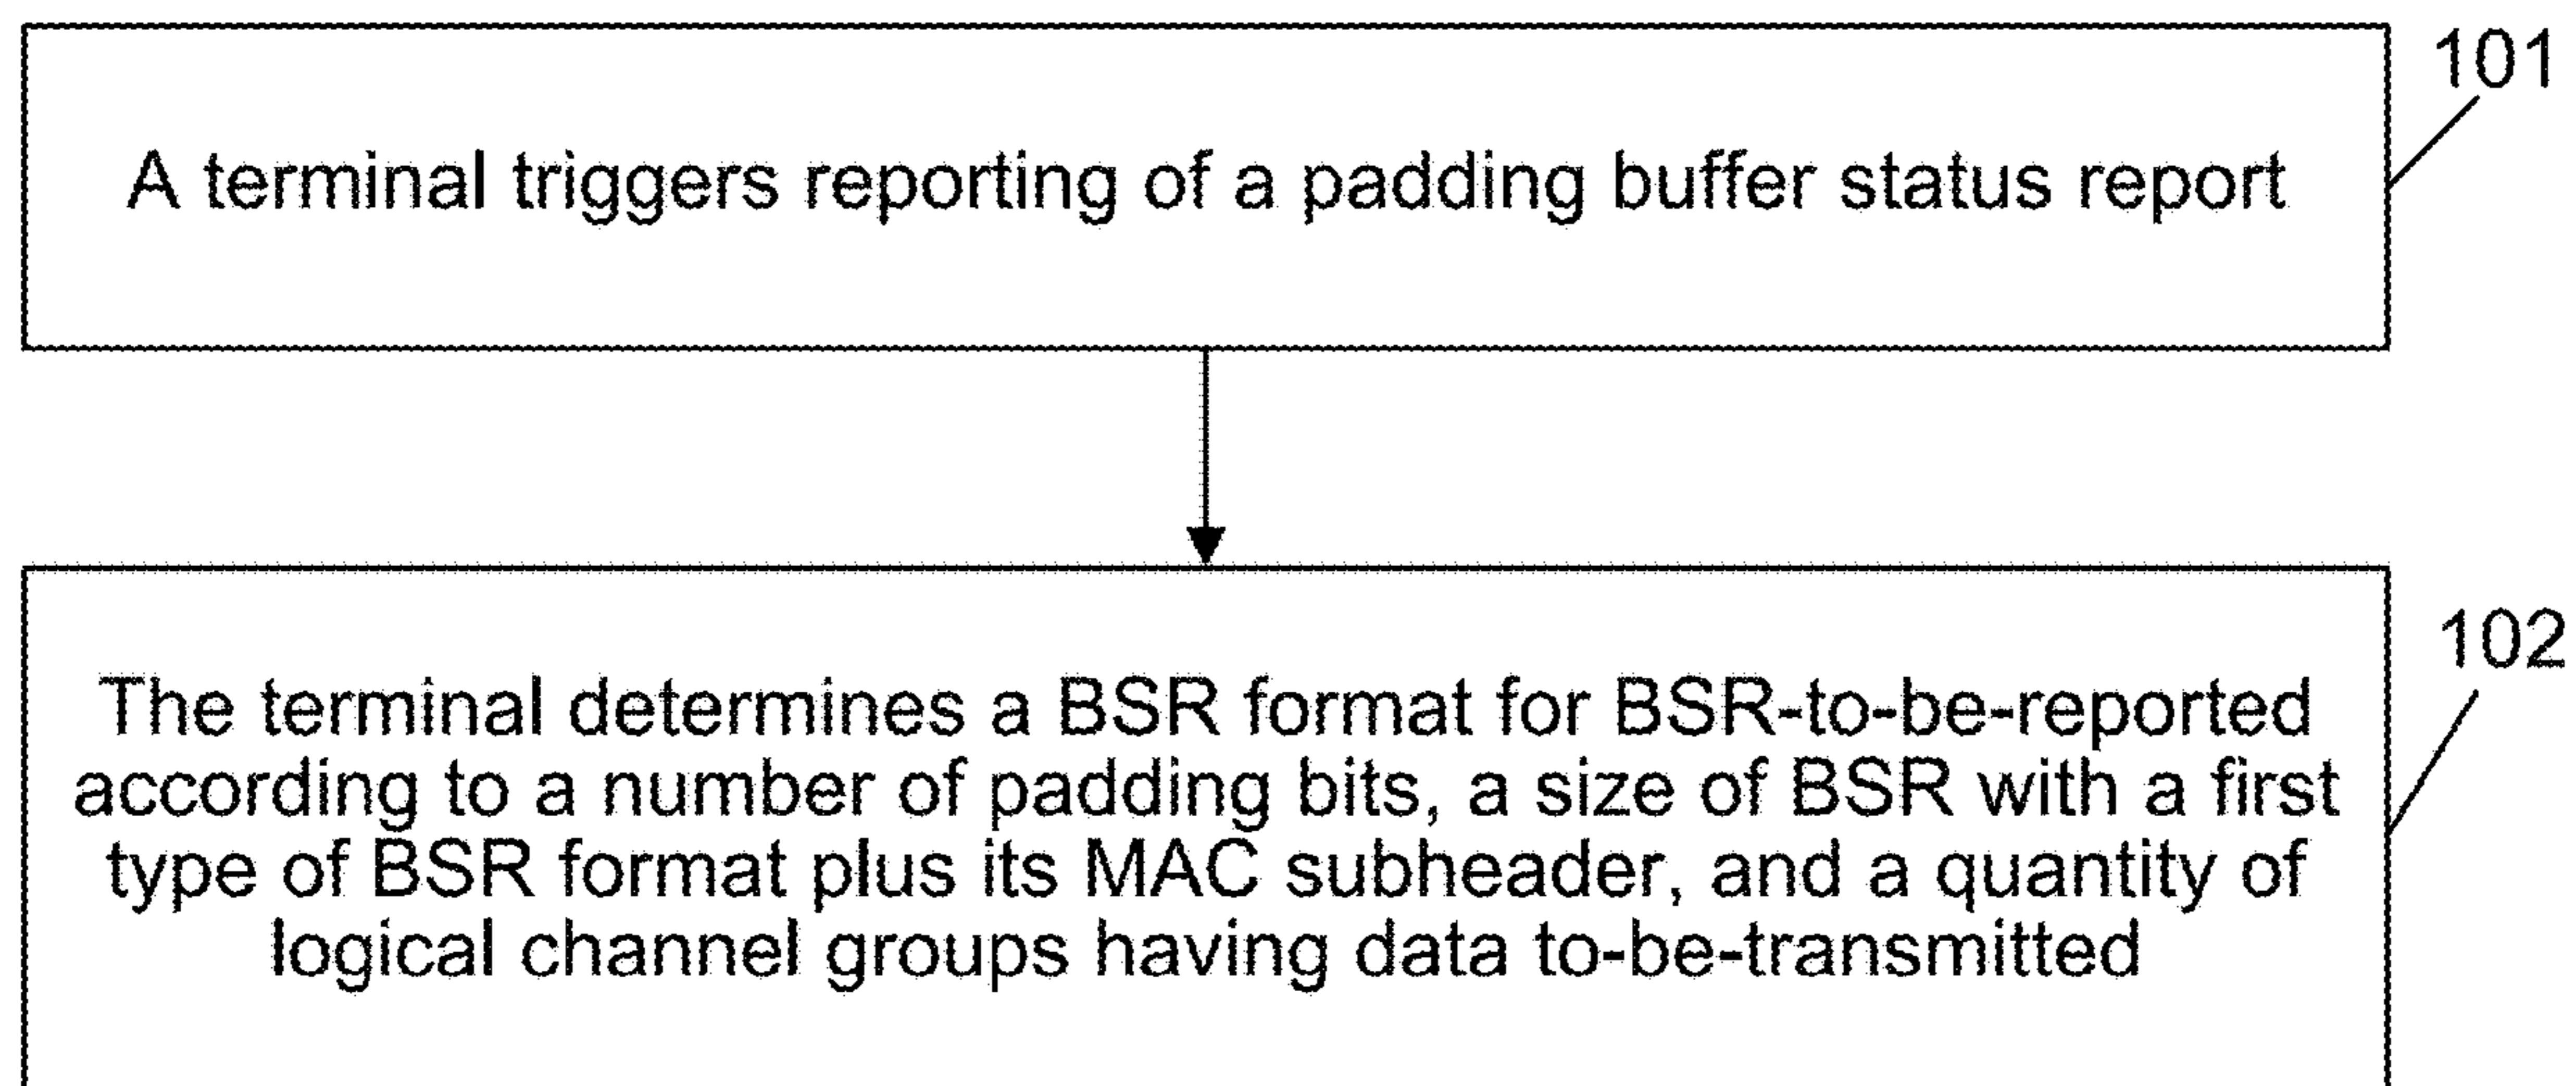 101
A terminal triggers reporting of a padding buffer status report
102
The terminal determines a BSR format for BSR-to-be-reported
according to a number of padding bits, a size of BSR with a first
type of BSR format plus its MAC subheader, and a quantity of
logical channel groups having data to-be-transmitted